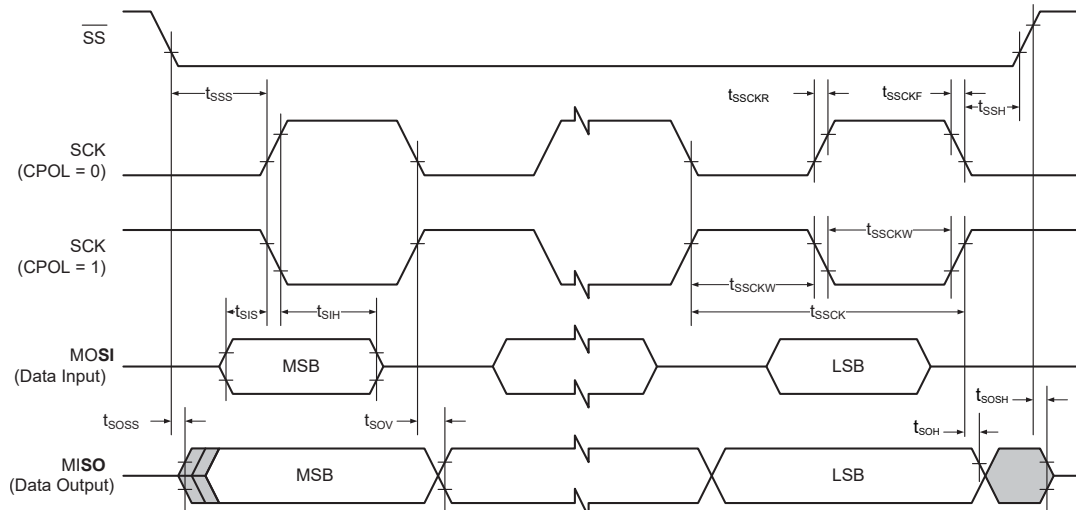 SS
tSSS
tSSCKR
tSSCKF
tSSH
SCK
(CPOL = 0)
SCK
(CPOL = 1)
tSSCKW
tSSCKW
tSSCK
tSIS
tSIH
MOSI
(Data Input)
MSB
LSB
tSOSS
tSOV
tSOH
tSOSH
MISO
(Data Output)
MSB
LSB